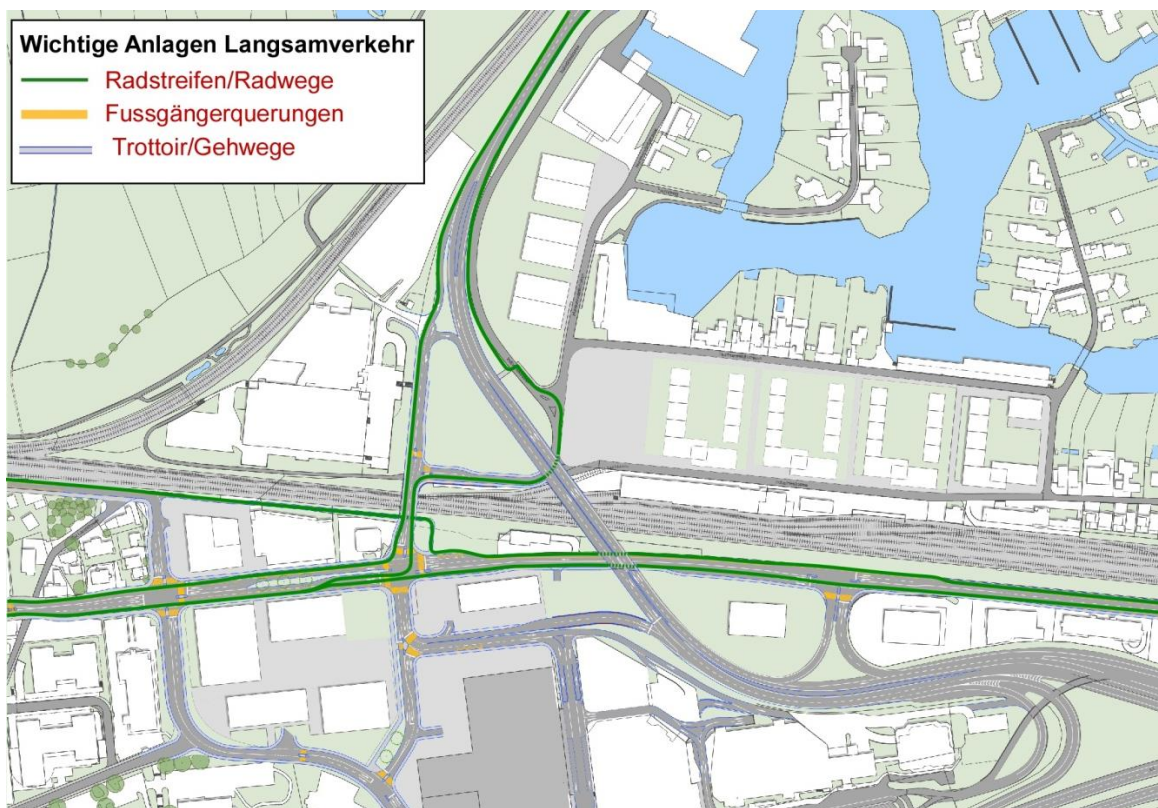 Wichtige Anlagen Langsamverkehr
Radstreifen/Radwege
Fussgängerquerungen
Trottoir/Gehwege